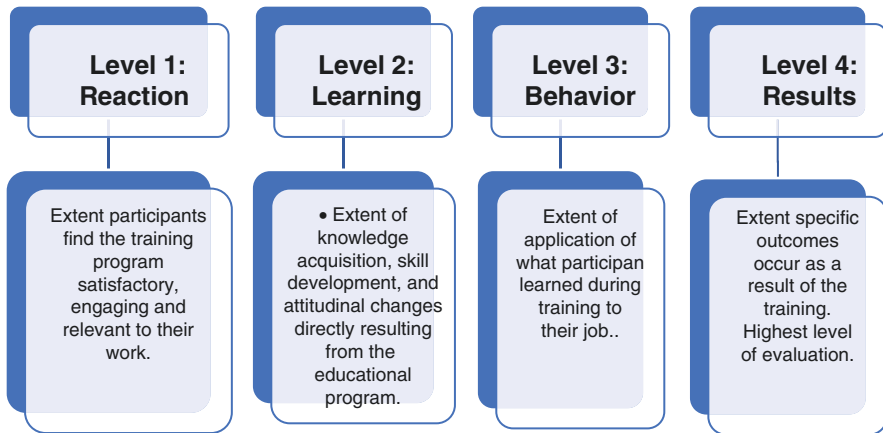 Level 1:
Reaction
Extent participants
find the training
program
satisfactory,
engaging and
relevant to their
work.
Level 2:
Learning
• Extent of
knowledge
acquisition, skill
development, and
attitudinal changes
directly resulting
from the
educational
program.
Level 3:
Behavior
Extent of
application of
what participan
learned during
training to
their job..
Level 4:
Results
Extent specific
outcomes
occur as a
result of the
training.
Highest level
of evaluation.